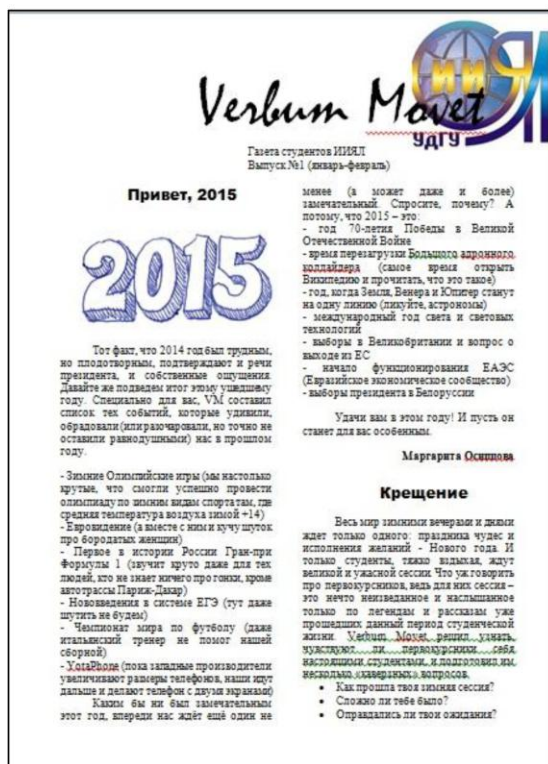 ИИЯЛ
УдГУ
Verbum Movet
Газета студентов ИИЯЛ
Выпуск №1 (январь-февраль)
Привет, 2015
2015
Тот факт, что 2014 год был трудным,
но плодотворным, подтверждают и речи
президента, и собственные ощущения.
Давайте же подведем итог этому ушедшему
году. Специально для вас, VM составил
список тех событий, которые удивили,
обрадовали (или разочаровали, но точно не
оставили равнодушными) нас в прошлом
году.
- Зимние Олимпийские игры (мы настолько
крутые, что смогли успешно провести
олимпиаду по зимним видам спорта там, где
средняя температура воздуха зимой +14)
- Евровидение (а вместе с ним и кучу шуток
про бородатых женщин)
- Первое в истории России Гран-при
Формулы 1 (звучит круто даже для тех
людей, кто не знает ничего про гонки, кроме
автотрассы Париж-Дакар)
- Нововведения в системе ЕГЭ (тут даже
шутить не будем)
- Чемпионат мира по футболу (даже
итальянский тренер не помог нашей
сборной)
- YotaPhone (пока западные производители
увеличивают размеры телефонов, наши идут
дальше и делают телефон с двумя экранами)
Каким бы ни был замечательным
этот год, впереди нас ждёт ещё один не
менее (а может даже и более)
замечательный. Спросите, почему? А
потому, что 2015 – это:
- год 70-летия Победы в Великой
Отечественной Войне
- время перезагрузки Большого адронного
коллайдера (самое время открыть
Википедию и прочитать, что это такое)
- год, когда Земля, Венера и Юпитер станут
на одну линию (ликуйте, астрономы)
- международный год света и световых
технологий
- выборы в Великобритании и вопрос о
выходе из ЕС
- начало функционирования ЕАЭС
(Евразийское экономическое сообщество)
- выборы президента в Белоруссии
Удачи вам в этом году! И пусть он
станет для вас особенным.
Маргарита Осипова
Крещение
Весь мир зимними вечерами и днями
ждет только одного: праздника чудес и
исполнения желаний - Нового года. И
только студенты, тяжко вздыхая, ждут
великой и ужасной сессии. Что уж говорить
про первокурсников, ведь для них сессия –
это нечто неизведанное и наслышанное
только по легендам и рассказам уже
прошедших данный период студенческой
жизни. Verbum Movet решил узнать,
чувствуют ли первокурсники себя
настоящими студентами, и подготовил им
несколько «каверзных» вопросов.
• Как прошла твоя зимняя сессия?
• Сложно ли тебе было?
• Оправдались ли твои ожидания?